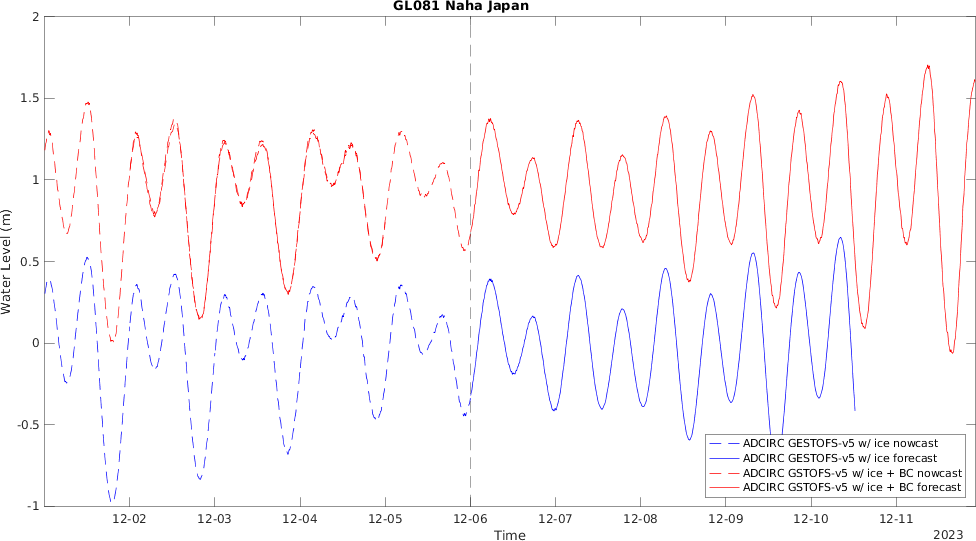 GL081 Naha Japan
2
1.5
1
0.5
0
-0.5
-1
Water Level (m)
12-02 12-03 12-04 12-05 12-06 12-07 12-08 12-09 12-10 12-11
Time
2023
ADCIRC GESTOFS-v5 w/ ice nowcast
ADCIRC GESTOFS-v5 w/ ice forecast
ADCIRC GSTOFS-v5 w/ ice + BC nowcast
ADCIRC GSTOFS-v5 w/ ice + BC forecast